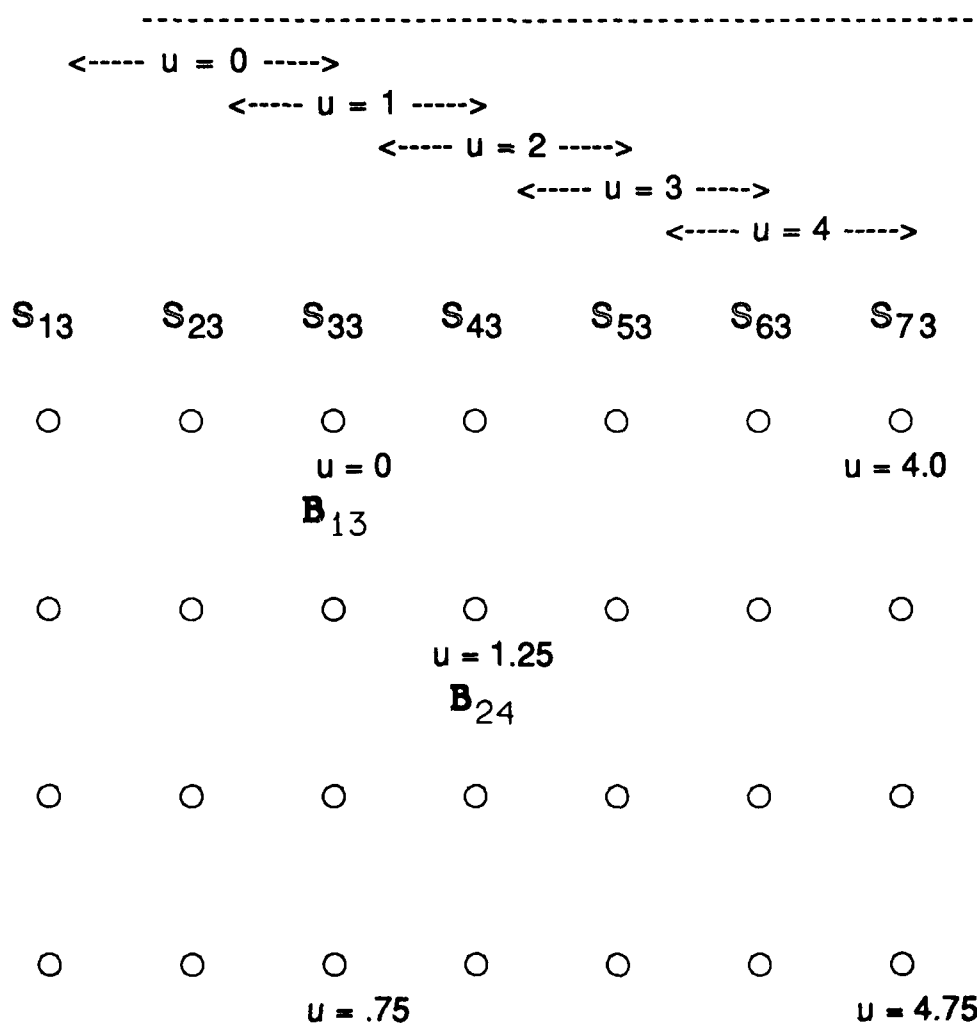 <----- u = 0 ----->
<----- u = 1 ----->
<----- u = 2 ----->
<----- u = 3 ----->
<----- u = 4 ----->
S13 S23 S33 S43 S53 S63 S73
u = 0 u = 4.0
B13
u = 1.25
B24
u = .75 u = 4.75